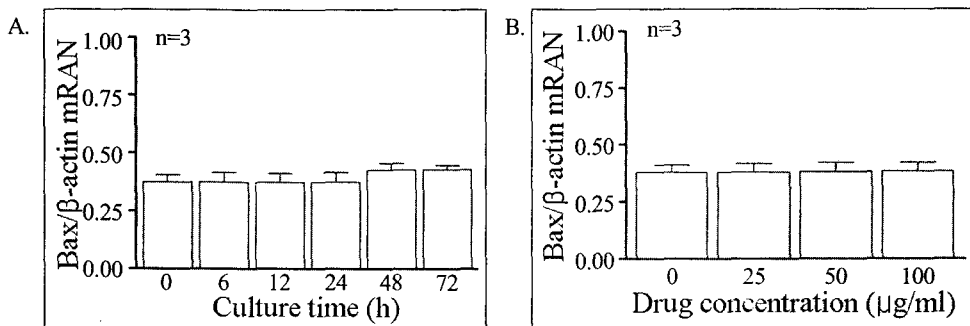 A.
n=3
Bax/β-actin mRAN
1.00
0.75
0.50
0.25
0.00
0 6 12 24 48 72
Culture time (h)
B.
n=3
Bax/β-actin mRAN
1.00
0.75
0.50
0.25
0.00
0 25 50 100
Drug concentration (μg/ml)